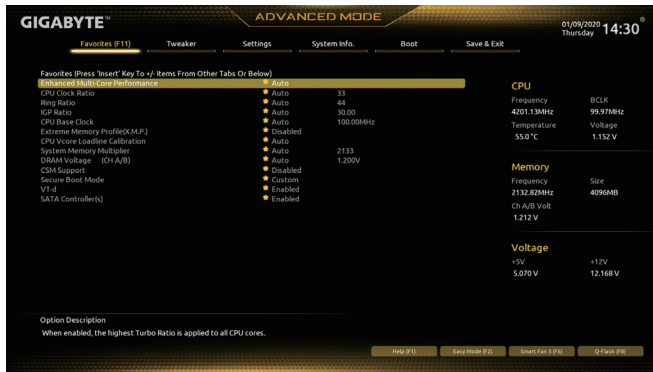 GIGABYTE™
ADVANCED MODE
01/09/2020
Thursday
14:30
Favorites (F11) Tweaker Settings System Info. Boot Save & Exit
Favorites (Press 'Insert' Key To +/- Items From Other Tabs Or Below)
Enhanced Multi-Core Performance Auto
CPU Clock Ratio Auto 33
Ring Ratio Auto 44
IGP Ratio Auto 30.00
CPU Base Clock Auto 100.00MHz
Extreme Memory Profile(X.M.P.) Disabled
CPU Vcore Loadline Calibration Auto
System Memory Multiplier Auto 2133
DRAM Voltage (CH A/B) Auto 1.200V
CSM Support Disabled
Secure Boot Mode Custom
VT-d Enabled
SATA Controller(s) Enabled
CPU
Frequency BCLK
4201.13MHz 99.97MHz
Temperature Voltage
55.0°C 1.152 V
Memory
Frequency Size
2132.82MHz 4096MB
Ch A/B Volt
1.212 V
Voltage
+5V +12V
5.070 V 12.168 V
Option Description
When enabled, the highest Turbo Ratio is applied to all CPU cores.
Help (F1) Easy Mode (F2) Smart Fan 5 (F6) Q-Flash (F8)